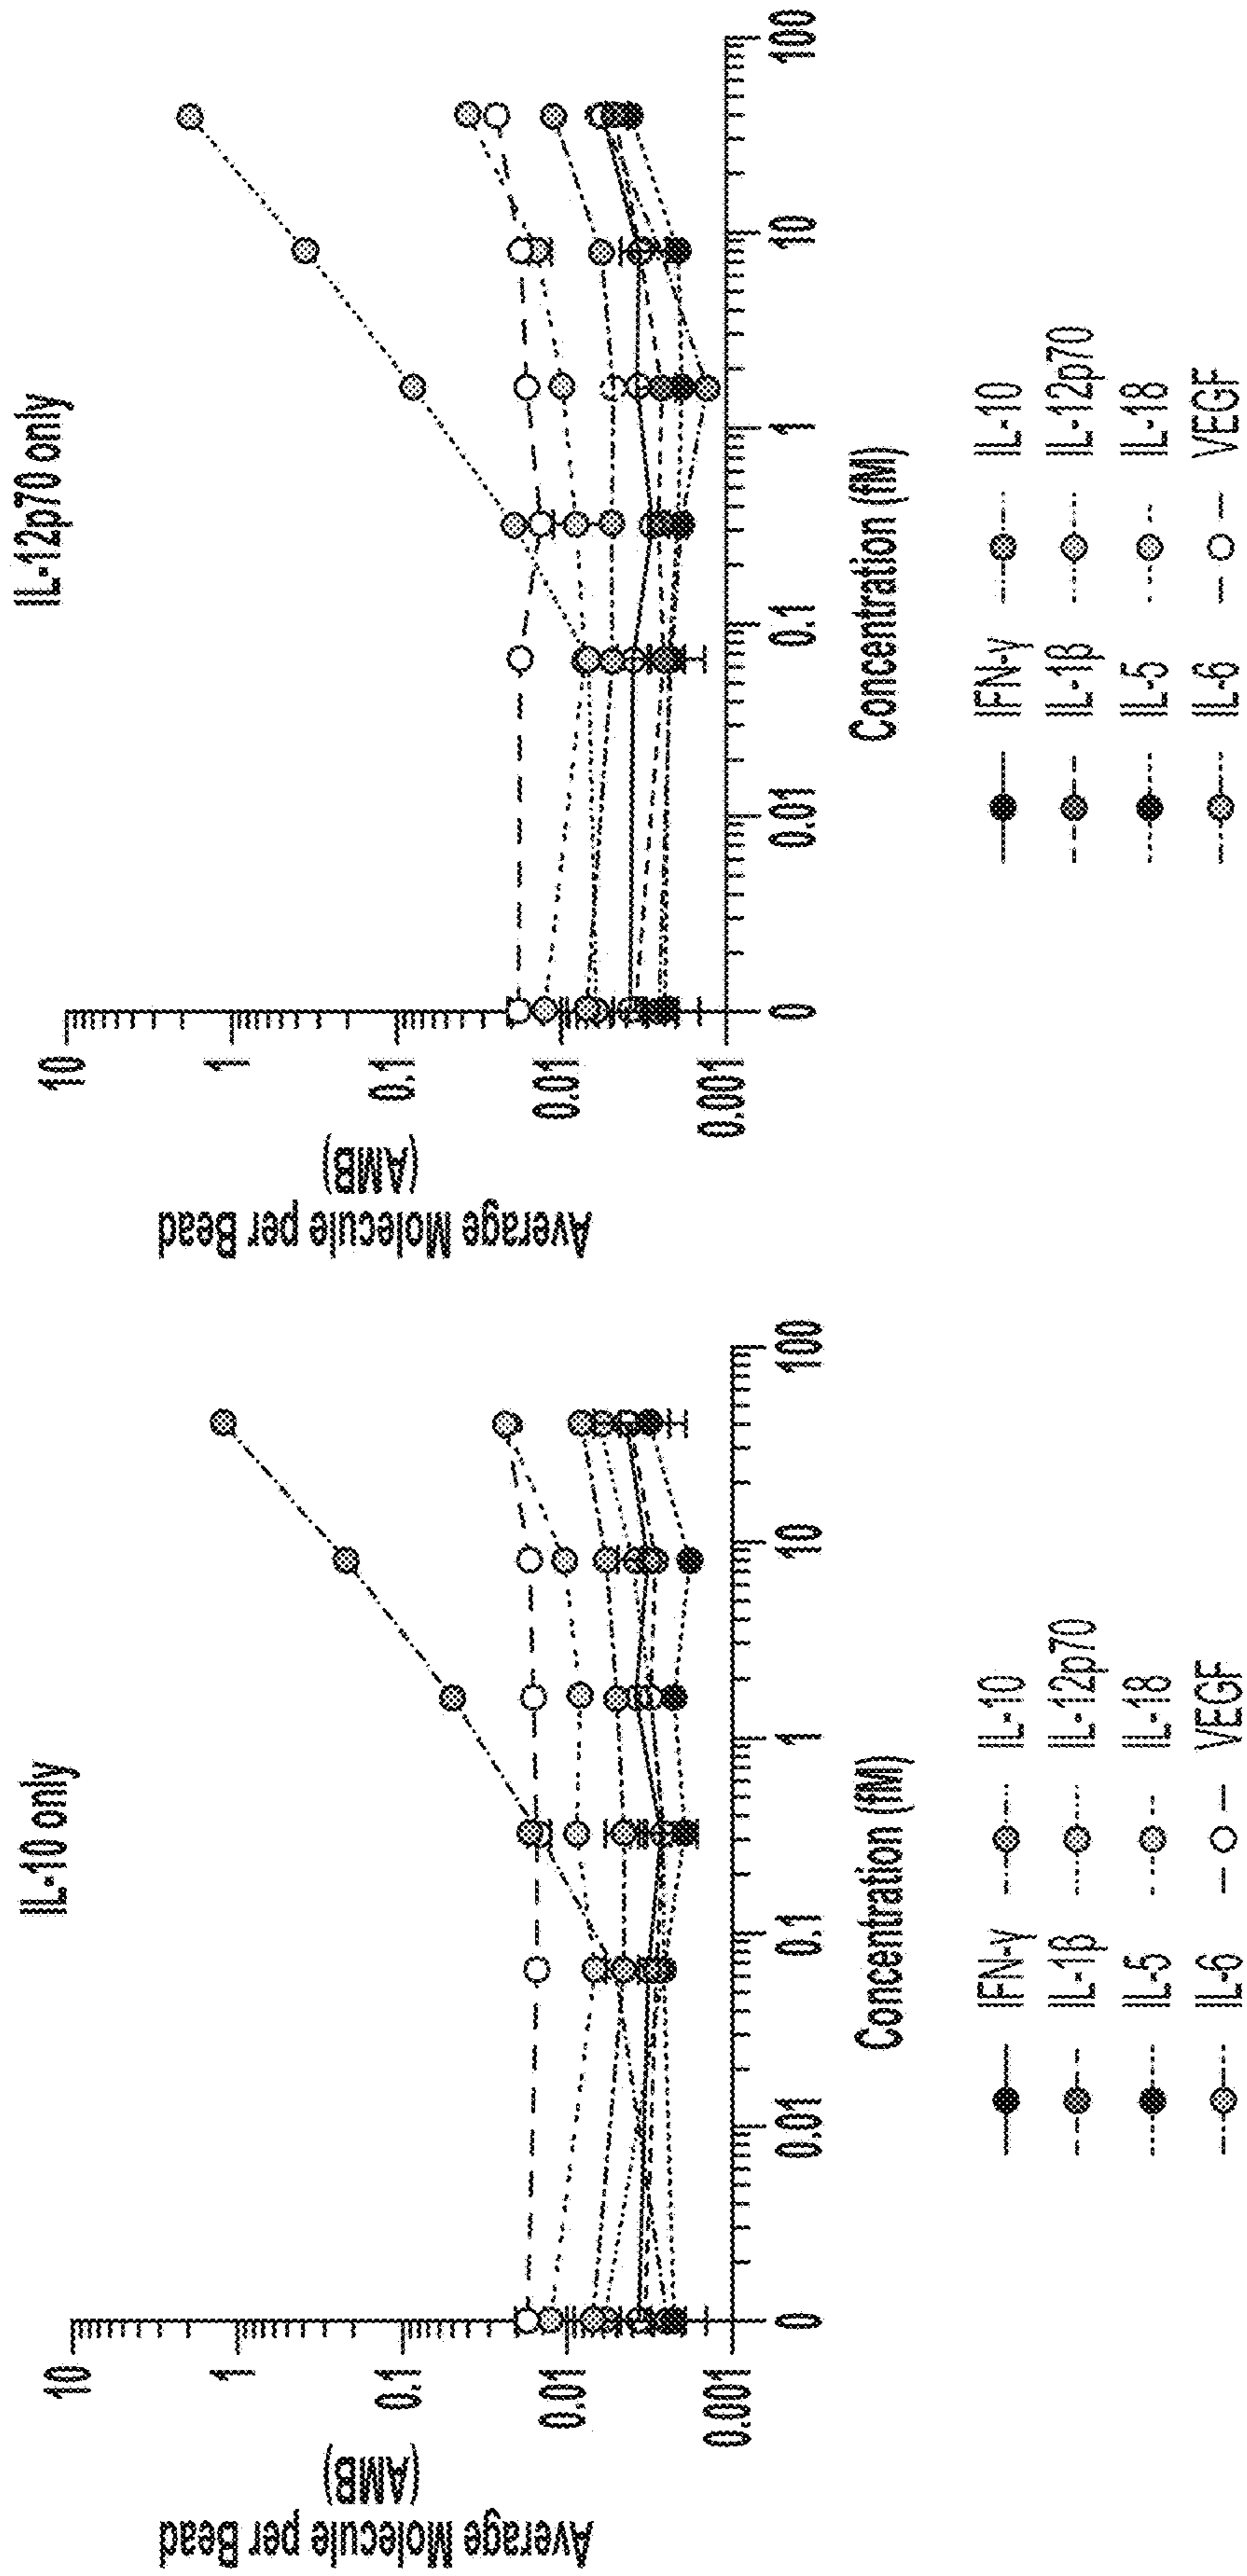 IL-10 only
Average Molecule per Bead
(AMB)
10
1
0.1
0.01
0.001
0
0.01
0.1
1
10
100
Concentration (fM)
IFN-γ
IL-10
IL-1β
IL-12p70
IL-5
IL-18
IL-6
VEGF
IL-12p70 only
Average Molecule per Bead
(AMB)
10
1
0.1
0.01
0.001
0
0.01
0.1
1
10
100
Concentration (fM)
IFN-γ
IL-10
IL-1β
IL-12p70
IL-5
IL-18
IL-6
VEGF